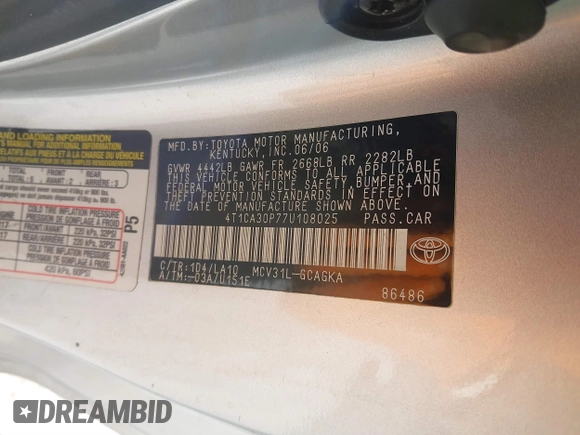 AND LOADING INFORMATION
P5
MFD.BY:TOYOTA MOTOR MANUFACTURING,
KENTUCKY,INC.06/06
GVWR 4442LB GAWR FR 2668LB RR 2282LB
THIS VEHICLE CONFORMS TO ALL APPLICABLE
FEDERAL MOTOR VEHICLE SAFETY,BUMPER,AND
THEFT PREVENTION STANDARDS IN EFFECT ON
THE DATE OF MANUFACTURE SHOWN ABOVE.
4T1CA30P77U108025 PASS.CAR
C/TR:1D4/LA10 MCV31L-GCAGKA
A/TM:-03A/U151E
86486
TOYOTA
DREAMBID